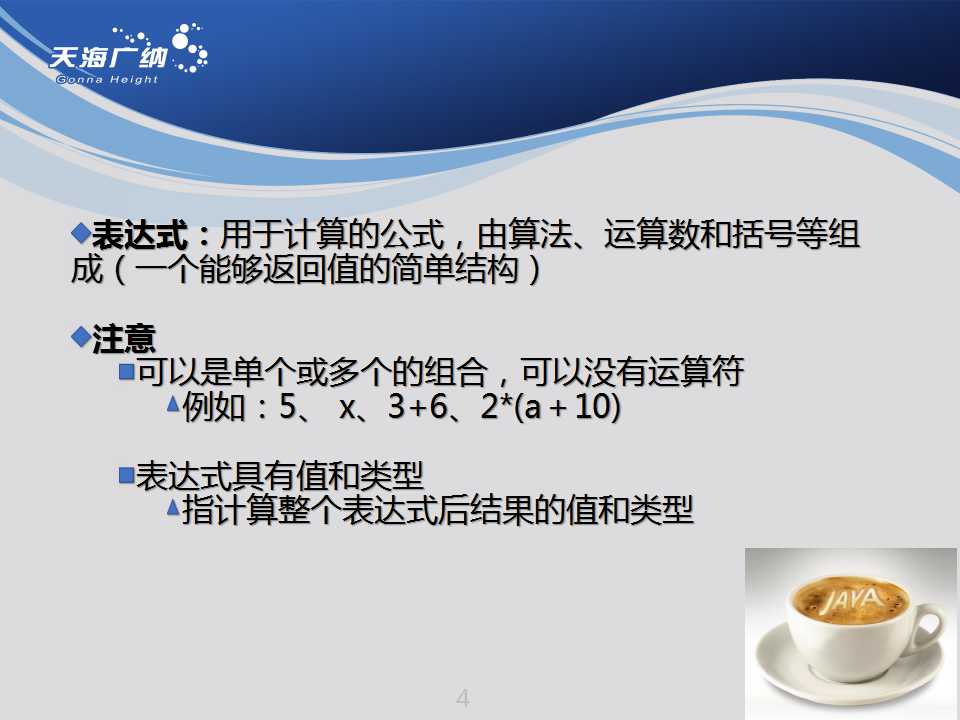 天海广纳
Gonna Height
表达式：用于计算的公式，由算法、运算数和括号等组
成（一个能够返回值的简单结构）
注意
可以是单个或多个的组合，可以没有运算符
例如：5、 x、3+6、2*(a＋10)
表达式具有值和类型
指计算整个表达式后结果的值和类型
JAVA
4